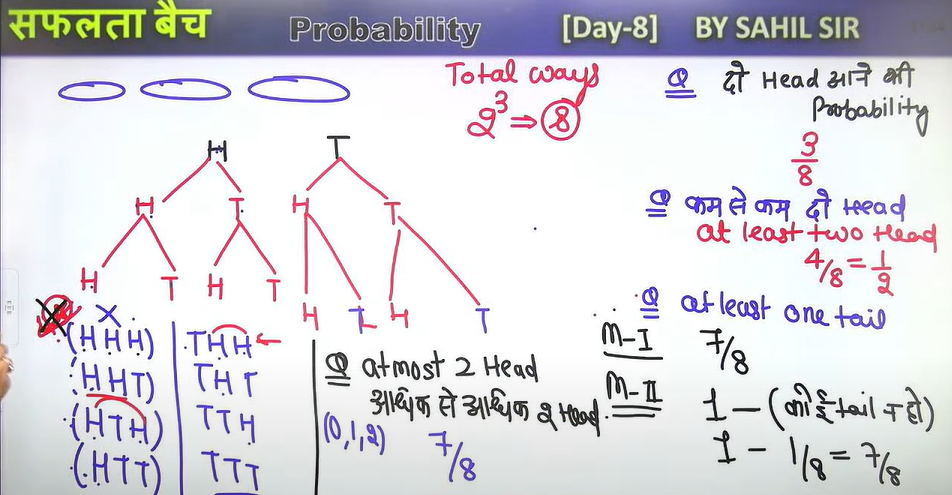 सफलता बैच Probability [Day-8] BY SAHIL SIR
Total ways
2³ ⇒ 8
Q दो Head आने की
Probability
3/8
Q कम से कम दो Head
at least two Head
4/8 = 1/2
Q at least one tail
M-I 7/8
M-II 1 - (कोई tail न हो)
1 - 1/8 = 7/8
H T
H T H T
H T H T H T H T
(HHH) THH
(HHT) THT
(HTH) TTH
(HTT) TTT
Q atmost 2 Head
अधिक से अधिक 2 Head.
(0,1,2) 7/8